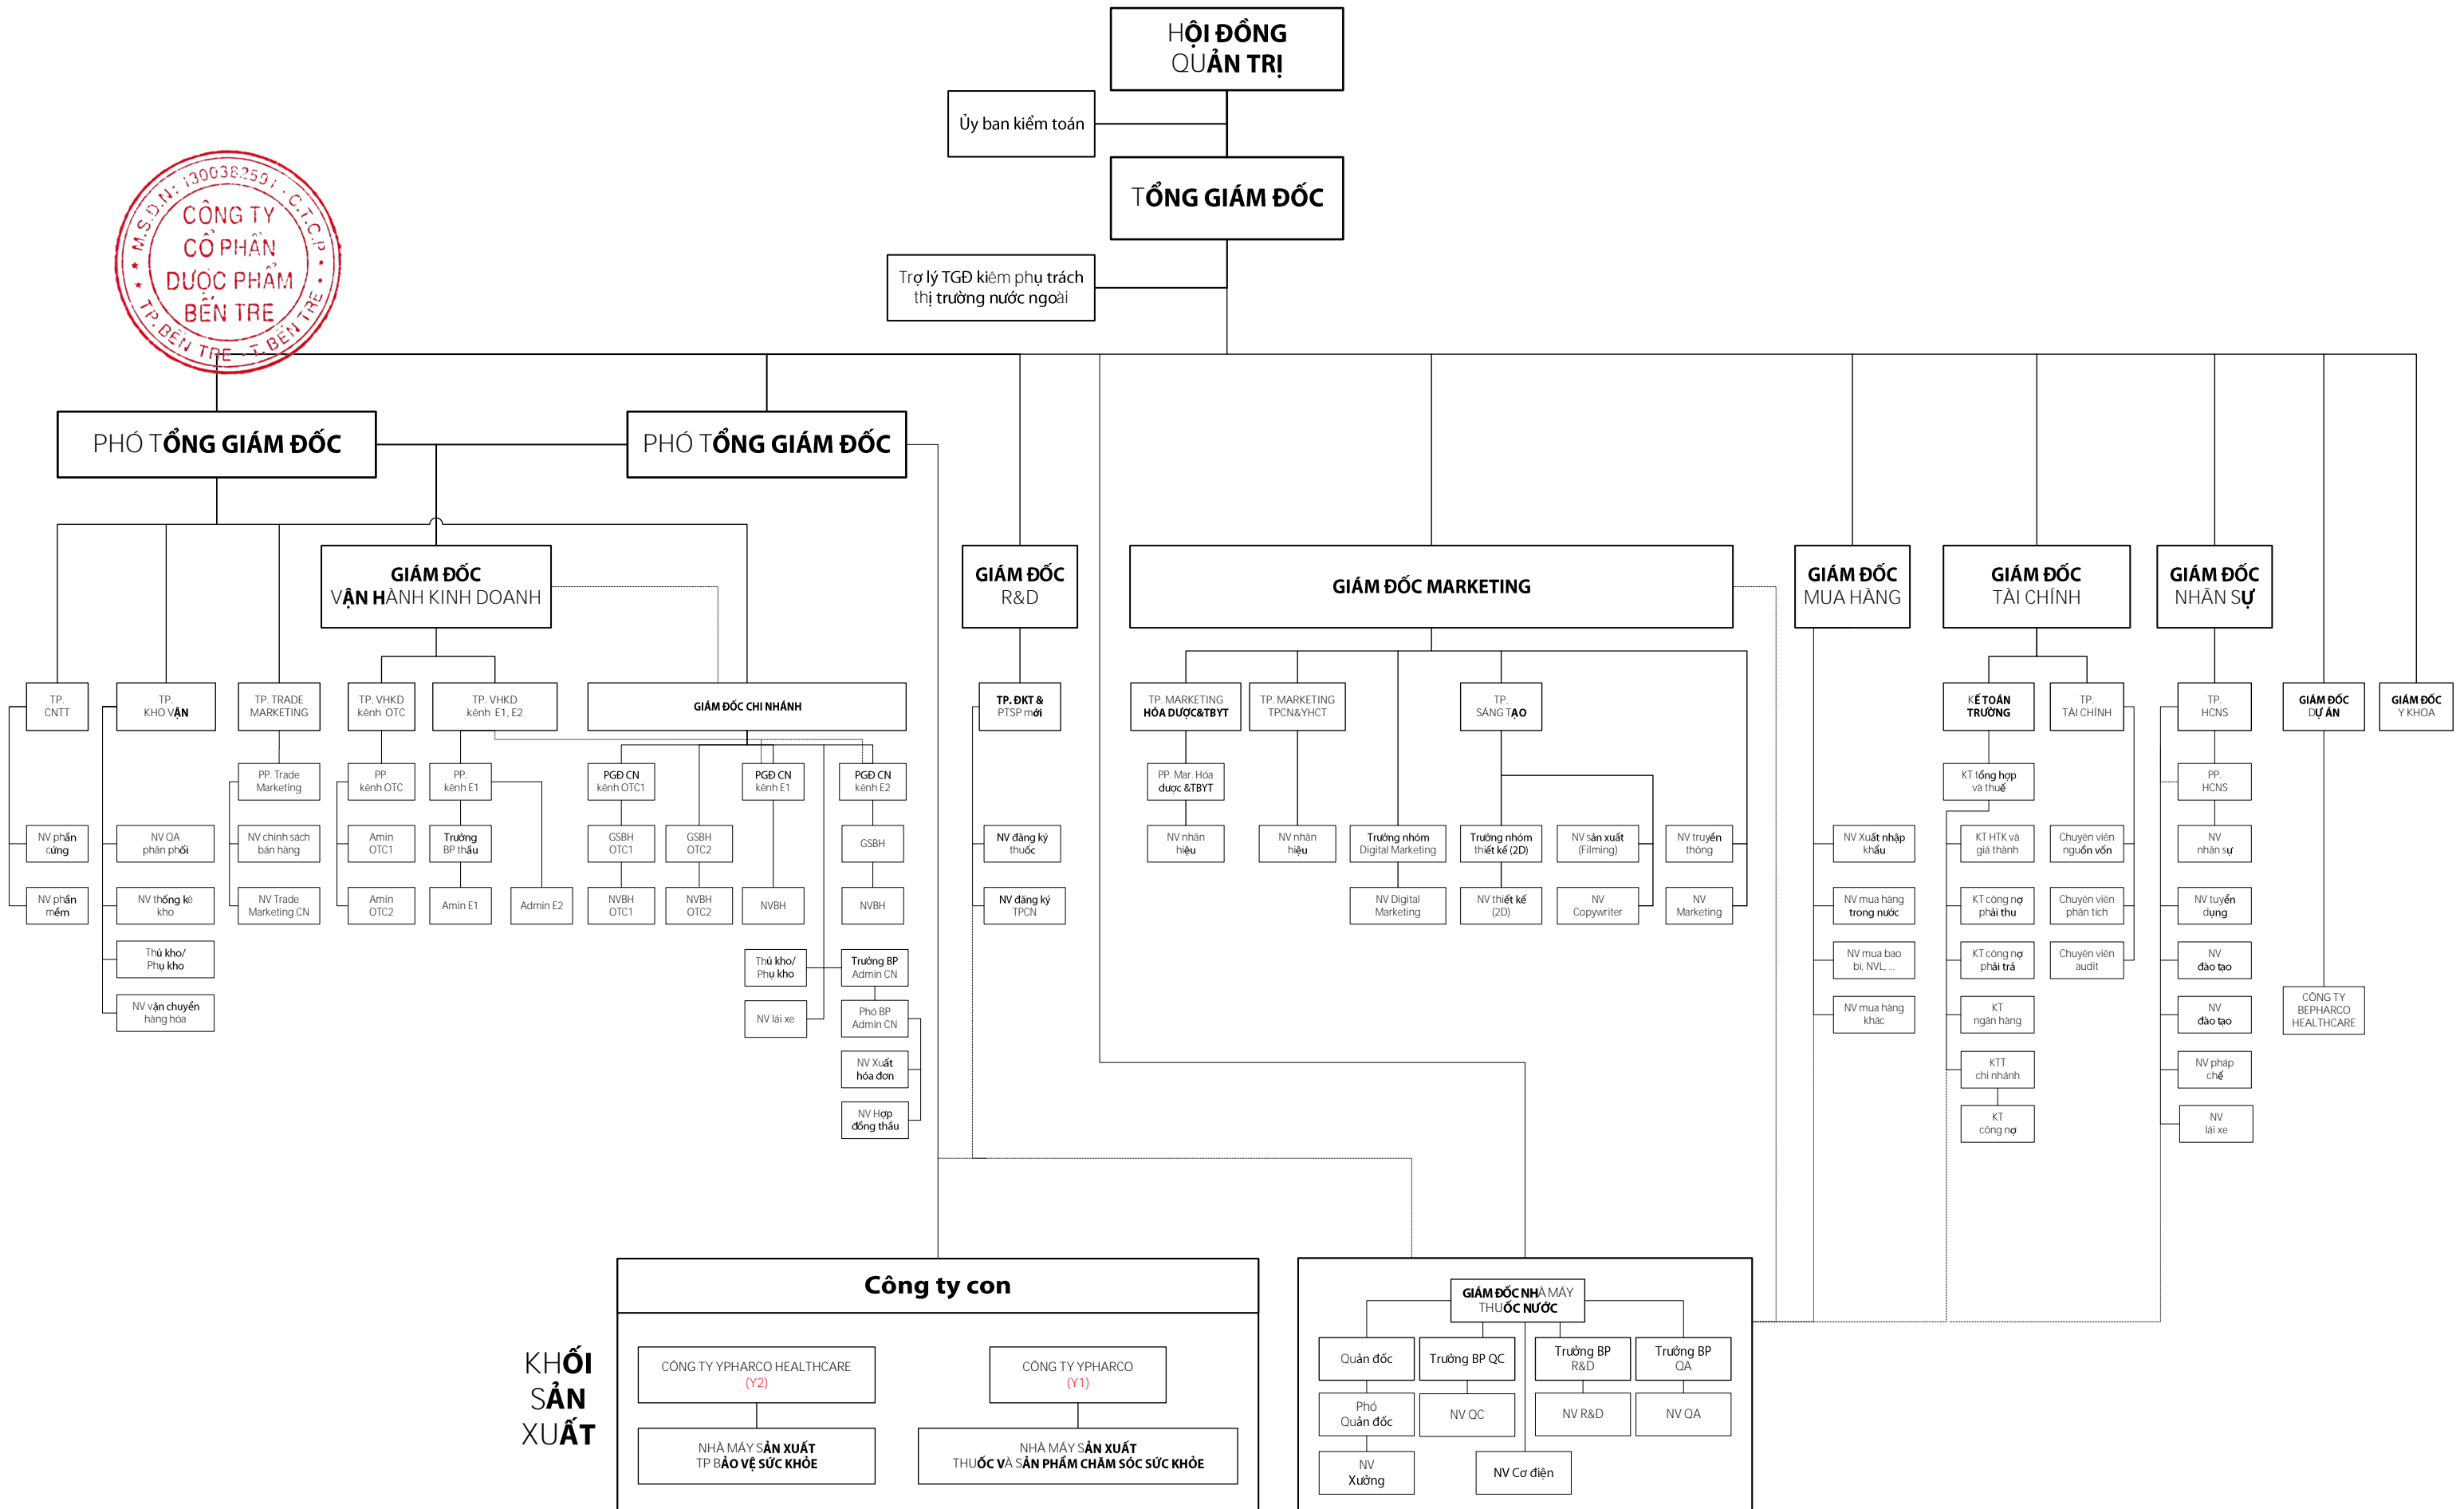 HỘI ĐỒNG
QUẢN TRỊ
Ủy ban kiểm toán
TỔNG GIÁM ĐỐC
Trợ lý TGĐ kiêm phụ trách
thị trường nước ngoài
M.S.D.N: 1300382591 - C.T.C.P
CÔNG TY
CỔ PHẦN
DƯỢC PHẨM
BẾN TRE
TP. BẾN TRE - T. BẾN TRE
PHÓ TỔNG GIÁM ĐỐC
PHÓ TỔNG GIÁM ĐỐC
GIÁM ĐỐC
VẬN HÀNH KINH DOANH
GIÁM ĐỐC
R&D
GIÁM ĐỐC MARKETING
GIÁM ĐỐC
MUA HÀNG
GIÁM ĐỐC
TÀI CHÍNH
GIÁM ĐỐC
NHÂN SỰ
TP.
CNTT
TP.
KHO VẬN
TP. TRADE
MARKETING
TP. VHKD
kênh OTC
TP. VHKD
kênh E1, E2
GIÁM ĐỐC CHI NHÁNH
TP. ĐKT &
PTSP mới
TP. MARKETING
HÓA DƯỢC&TBYT
TP. MARKETING
TPCN&YHCT
TP.
SÁNG TẠO
KẾ TOÁN
TRƯỞNG
TP.
TÀI CHÍNH
TP.
HCNS
GIÁM ĐỐC
DỰ ÁN
GIÁM ĐỐC
Y KHOA
PP. Trade
Marketing
PP.
kênh OTC
PP.
kênh E1
PGĐ CN
kênh OTC1
PGĐ CN
kênh E1
PGĐ CN
kênh E2
PP. Mar. Hóa
dược &TBYT
KT tổng hợp
và thuế
PP.
HCNS
NV phần
cứng
NV QA
phân phối
NV chính sách
bán hàng
Amin
OTC1
Trưởng
BP thầu
GSBH
OTC1
GSBH
OTC2
GSBH
NV đăng ký
thuốc
NV nhãn
hiệu
NV nhãn
hiệu
Trưởng nhóm
Digital Marketing
Trưởng nhóm
thiết kế (2D)
NV sản xuất
(Filming)
NV truyền
thông
NV Xuất nhập
khẩu
KT HTK và
giá thành
Chuyên viên
nguồn vốn
NV
nhân sự
NV phần
mềm
NV thống kê
kho
NV Trade
Marketing CN
Amin
OTC2
Amin E1
Admin E2
NVBH
OTC1
NVBH
OTC2
NVBH
NVBH
NV đăng ký
TPCN
NV Digital
Marketing
NV thiết kế
(2D)
NV
Copywriter
NV
Marketing
NV mua hàng
trong nước
KT công nợ
phải thu
Chuyên viên
phân tích
NV tuyển
dụng
Thủ kho/
Phụ kho
Thủ kho/
Phụ kho
Trưởng BP
Admin CN
NV mua bao
bì, NVL, ...
KT công nợ
phải trả
Chuyên viên
audit
NV
đào tạo
NV vận chuyển
hàng hóa
NV lái xe
Phó BP
Admin CN
NV mua hàng
khác
KT
ngân hàng
NV
đào tạo
CÔNG TY
BEPHARCO
HEALTHCARE
NV Xuất
hóa đơn
KTT
chi nhánh
NV pháp
chế
NV Hợp
đồng thầu
KT
công nợ
NV
lái xe
KHỐI
SẢN
XUẤT
Công ty con
CÔNG TY YPHARCO HEALTHCARE
(Y2)
CÔNG TY YPHARCO
(Y1)
NHÀ MÁY SẢN XUẤT
TP BẢO VỆ SỨC KHỎE
NHÀ MÁY SẢN XUẤT
THUỐC VÀ SẢN PHẨM CHĂM SÓC SỨC KHỎE
GIÁM ĐỐC NHÀ MÁY
THUỐC NƯỚC
Quản đốc
Trưởng BP QC
Trưởng BP
R&D
Trưởng BP
QA
Phó
Quản đốc
NV QC
NV R&D
NV QA
NV
Xưởng
NV Cơ điện